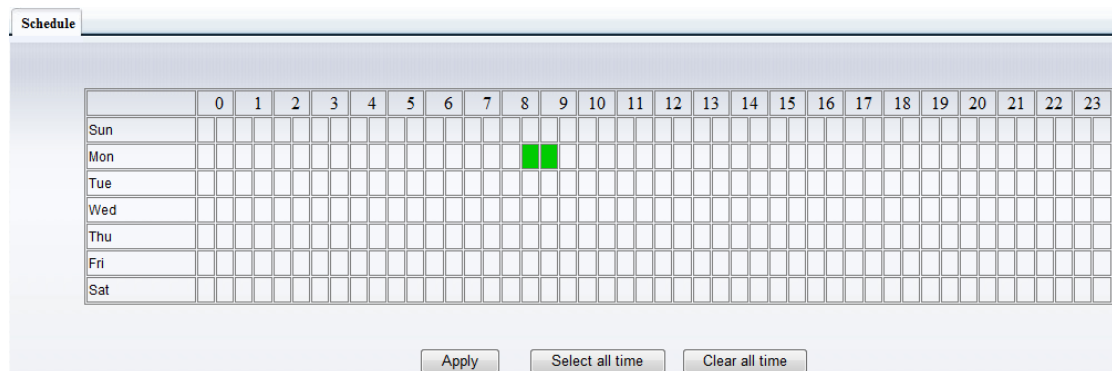 Schedule
0 1 2 3 4 5 6 7 8 9 10 11 12 13 14 15 16 17 18 19 20 21 22 23
Sun
Mon
Tue
Wed
Thu
Fri
Sat
Apply Select all time Clear all time